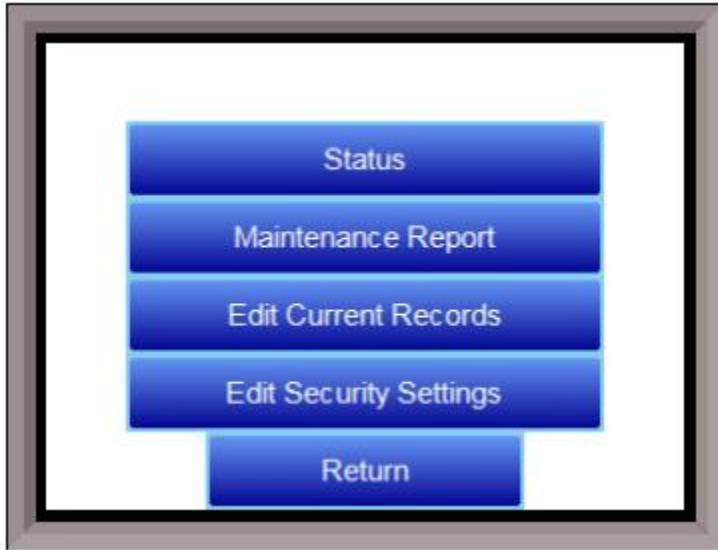 Status
Maintenance Report
Edit Current Records
Edit Security Settings
Return